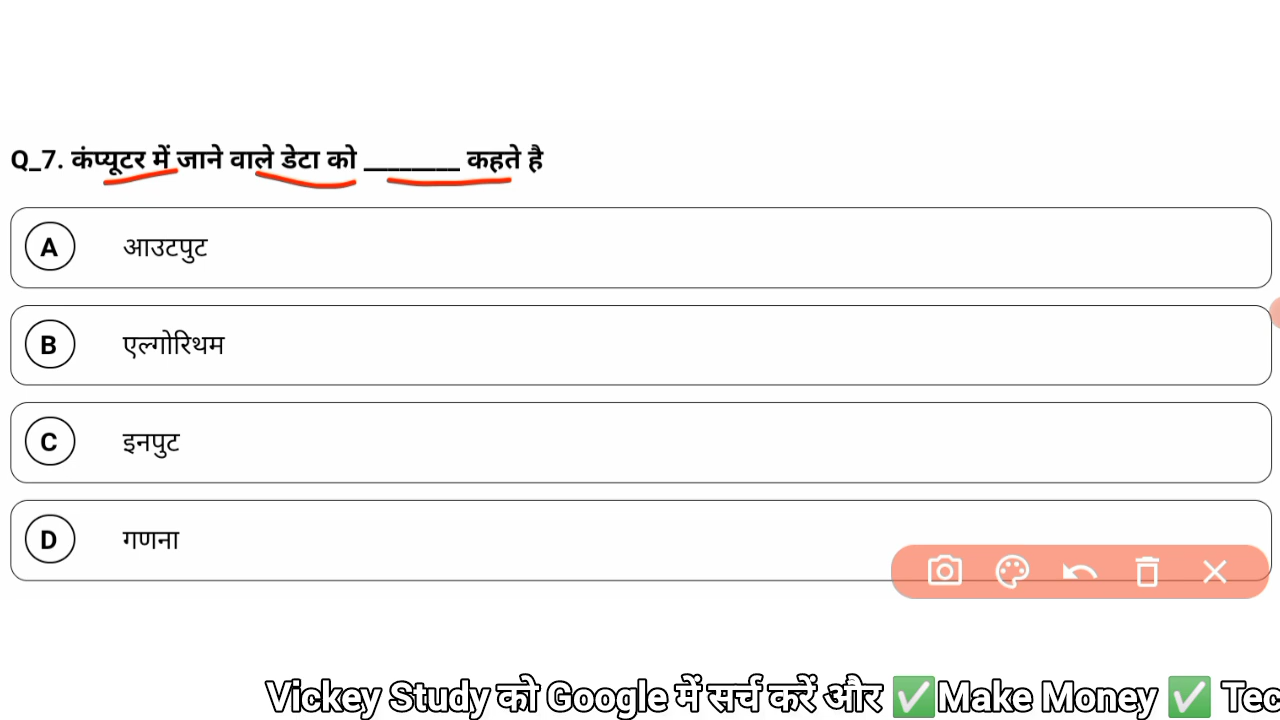 Q_7. कंप्यूटर में जाने वाले डेटा को ________ कहते है
A आउटपुट
B एल्गोरिथम
C इनपुट
D गणना
Vickey Study को Google में सर्च करें और ✅Make Money ✅ Tec